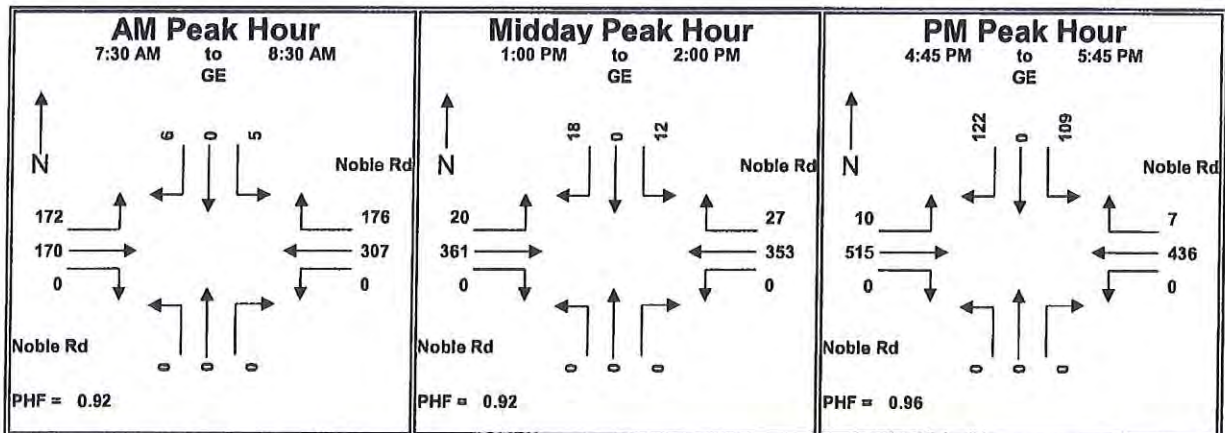 AM Peak Hour
7:30 AM to 8:30 AM
GE
N
6 0 5
Noble Rd
172
170
0
176
307
0
Noble Rd
0 0 0
PHF = 0.92
Midday Peak Hour
1:00 PM to 2:00 PM
GE
N
18 0 12
Noble Rd
20
361
0
27
353
0
Noble Rd
0 0 0
PHF = 0.92
PM Peak Hour
4:45 PM to 5:45 PM
GE
N
122 0 109
Noble Rd
10
515
0
7
436
0
Noble Rd
0 0 0
PHF = 0.96